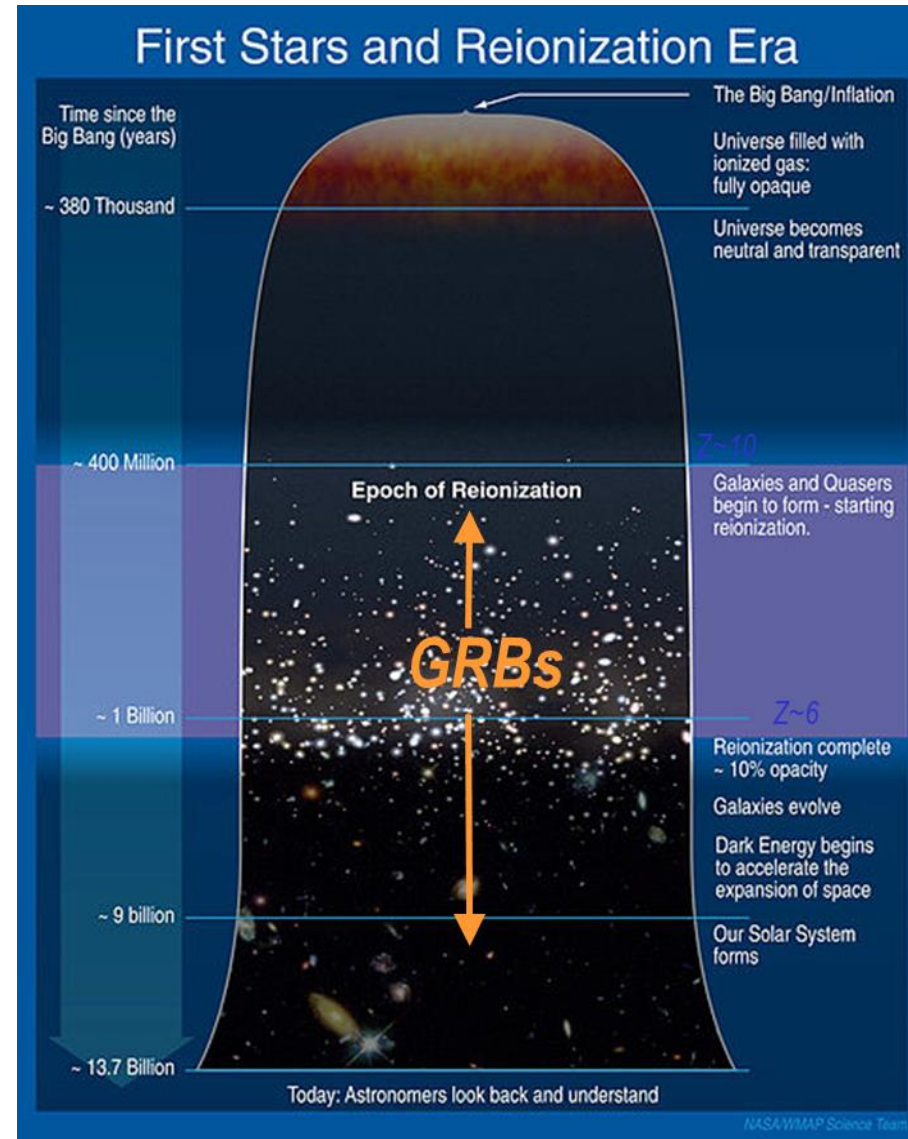 First Stars and Reionization Era
Time since the
Big Bang (years)
The Big Bang/Inflation
Universe filled with
ionized gas:
fully opaque
~ 380 Thousand
Universe becomes
neutral and transparent
Z~10
~ 400 Million
Epoch of Reionization
Galaxies and Quasers
begin to form - starting
reionization.
GRBs
~ 1 Billion
Z~6
Reionization complete
~ 10% opacity
Galaxies evolve
Dark Energy begins
to accelerate the
expansion of space
~ 9 billion
Our Solar System
forms
~ 13.7 Billion
Today: Astronomers look back and understand
NASA/WMAP Science Team